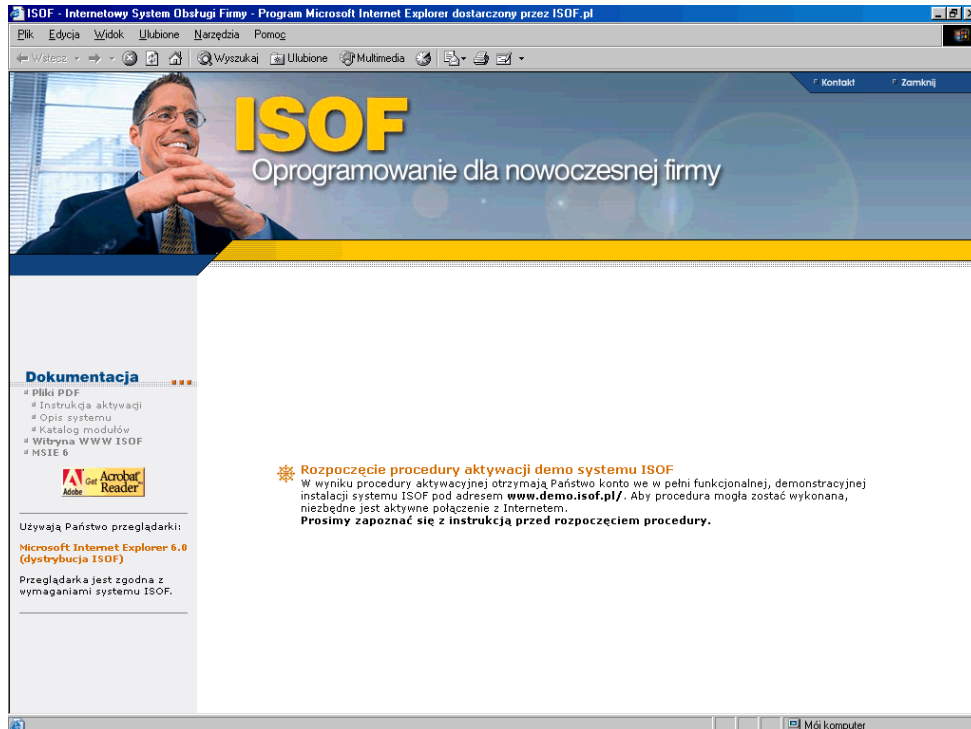 ISOF - Internetowy System Obsługi Firmy - Program Microsoft Internet Explorer dostarczony przez ISOF.pl
Plik Edycja Widok Ulubione Narzędzia Pomoc
Wstecz Wyszukaj Ulubione Multimedia
Kontakt Zamknij
ISOF
Oprogramowanie dla nowoczesnej firmy
Dokumentacja
Pliki PDF
Instrukcja aktywacji
Opis systemu
Katalog modułów
Witryna WWW ISOF
MSIE 6
Adobe Get Acrobat Reader
Używają Państwo przeglądarki:
Microsoft Internet Explorer 6.0
(dystrybucja ISOF)
Przeglądarka jest zgodna z
wymaganiami systemu ISOF.
Rozpoczęcie procedury aktywacji demo systemu ISOF
W wyniku procedury aktywacyjnej otrzymają Państwo konto we w pełni funkcjonalnej, demonstracyjnej
instalacji systemu ISOF pod adresem www.demo.isof.pl/. Aby procedura mogła zostać wykonana,
niezbędne jest aktywne połączenie z Internetem.
Prosimy zapoznać się z instrukcją przed rozpoczęciem procedury.
Mój komputer